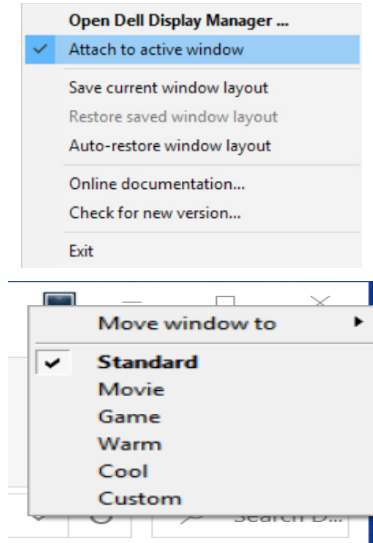 Open Dell Display Manager ...
Attach to active window
Save current window layout
Restore saved window layout
Auto-restore window layout
Online documentation...
Check for new version...
Exit
Move window to
Standard
Movie
Game
Warm
Cool
Custom
Search D...